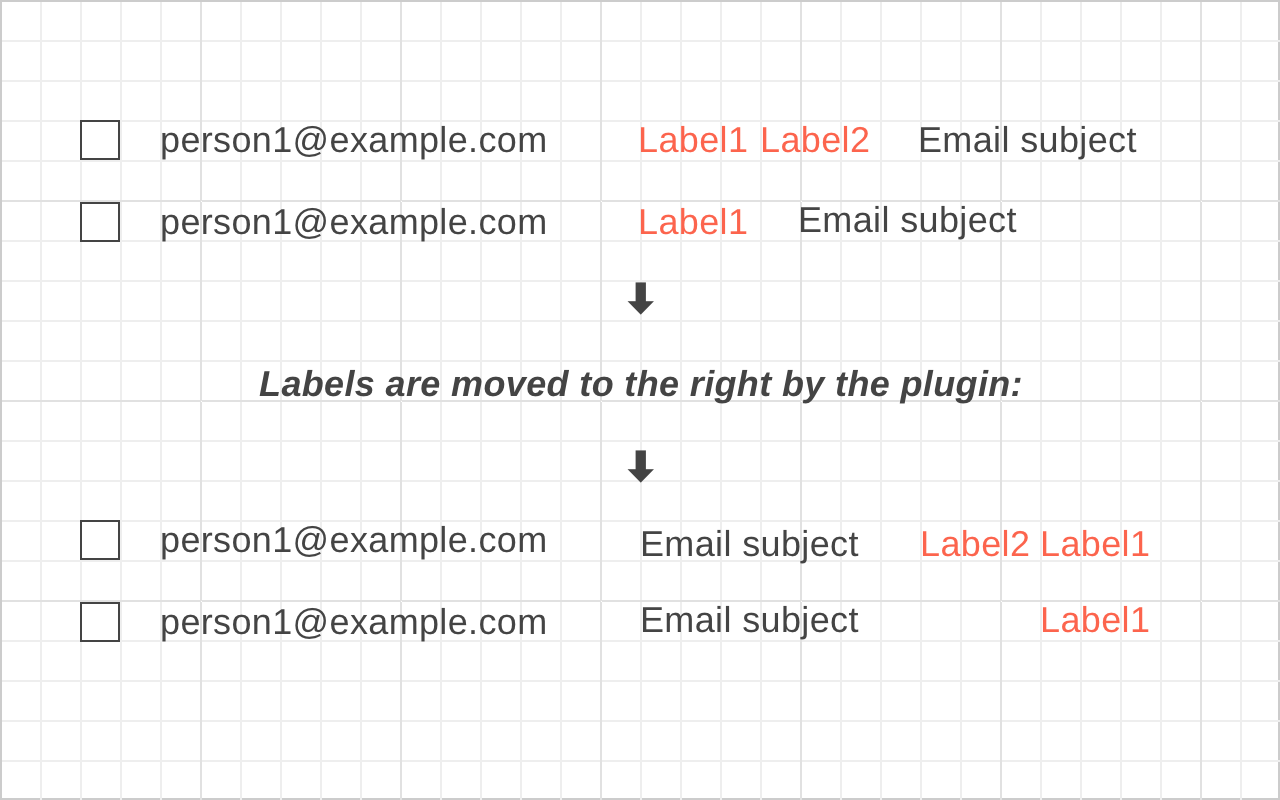 person1@example.com Label1 Label2 Email subject
person1@example.com Label1 Email subject
Labels are moved to the right by the plugin:
person1@example.com Email subject Label2 Label1
person1@example.com Email subject Label1